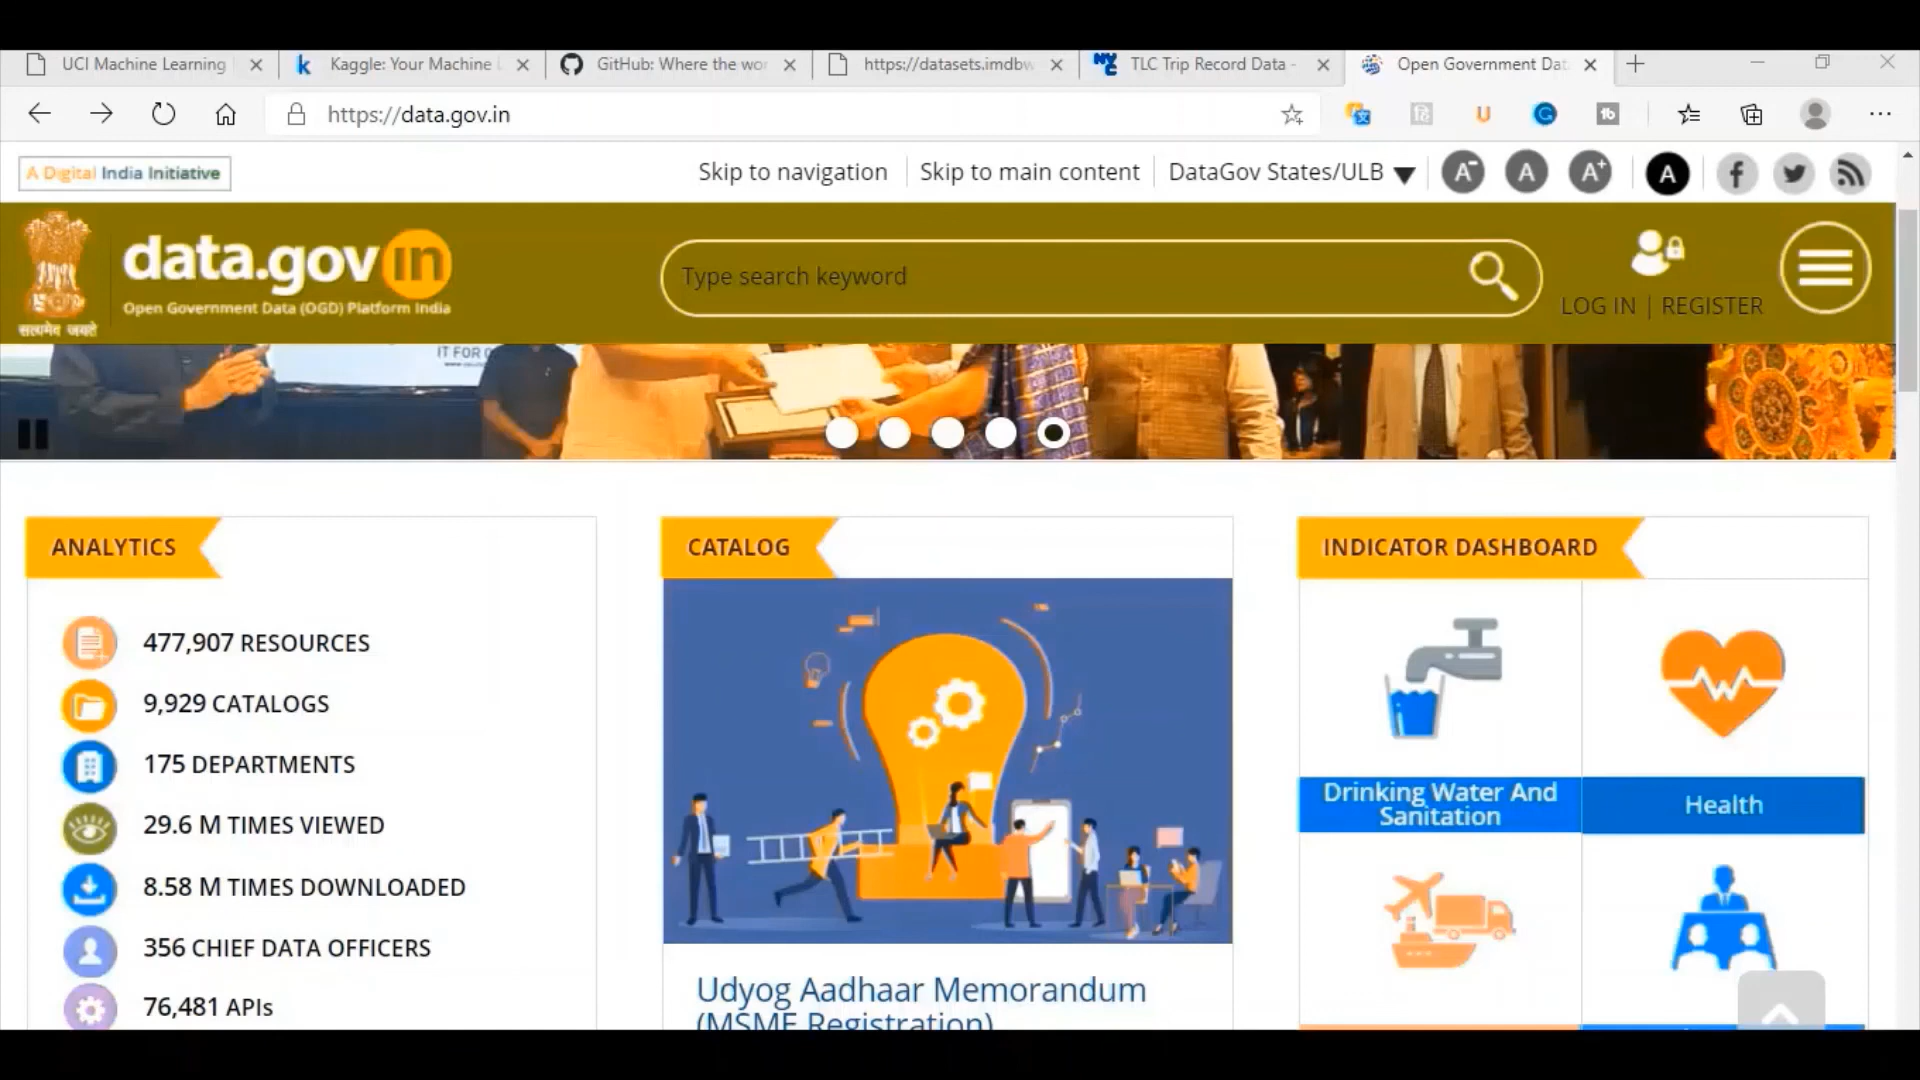 UCI Machine Learning
Kaggle: Your Machine L
GitHub: Where the wor
https://datasets.imdbw
TLC Trip Record Data -
Open Government Dat
https://data.gov.in
A Digital India Initiative
Skip to navigation
Skip to main content
DataGov States/ULB
A-
A
A+
A
सत्यमेव जयते
data.gov in
Open Government Data (OGD) Platform India
Type search keyword
LOG IN | REGISTER
IT FOR
ANALYTICS
477,907 RESOURCES
9,929 CATALOGS
175 DEPARTMENTS
29.6 M TIMES VIEWED
8.58 M TIMES DOWNLOADED
356 CHIEF DATA OFFICERS
76,481 APIs
CATALOG
Udyog Aadhaar Memorandum
(MSME Registration)
INDICATOR DASHBOARD
Drinking Water And
Sanitation
Health